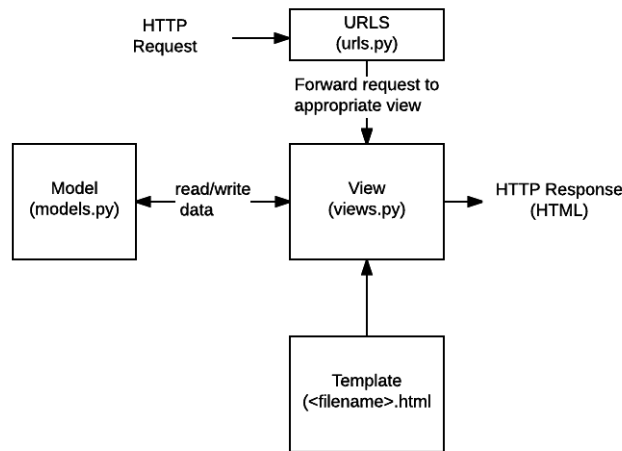 HTTP
Request
URLS
(urls.py)
Forward request to
appropriate view
Model
(models.py)
read/write
data
View
(views.py)
HTTP Response
(HTML)
Template
(<filename>.html